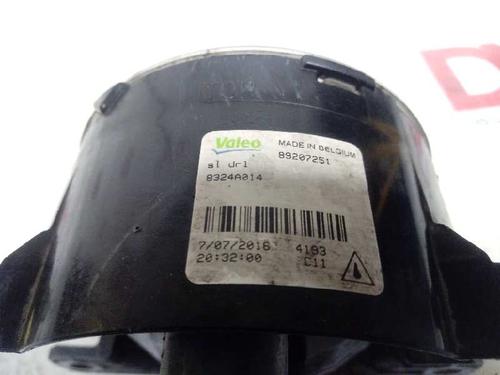 Valeo
MADE IN BELGIUM
89207251
sl drl
8324A014
7/07/2016
4193
20:32:00
C11
D